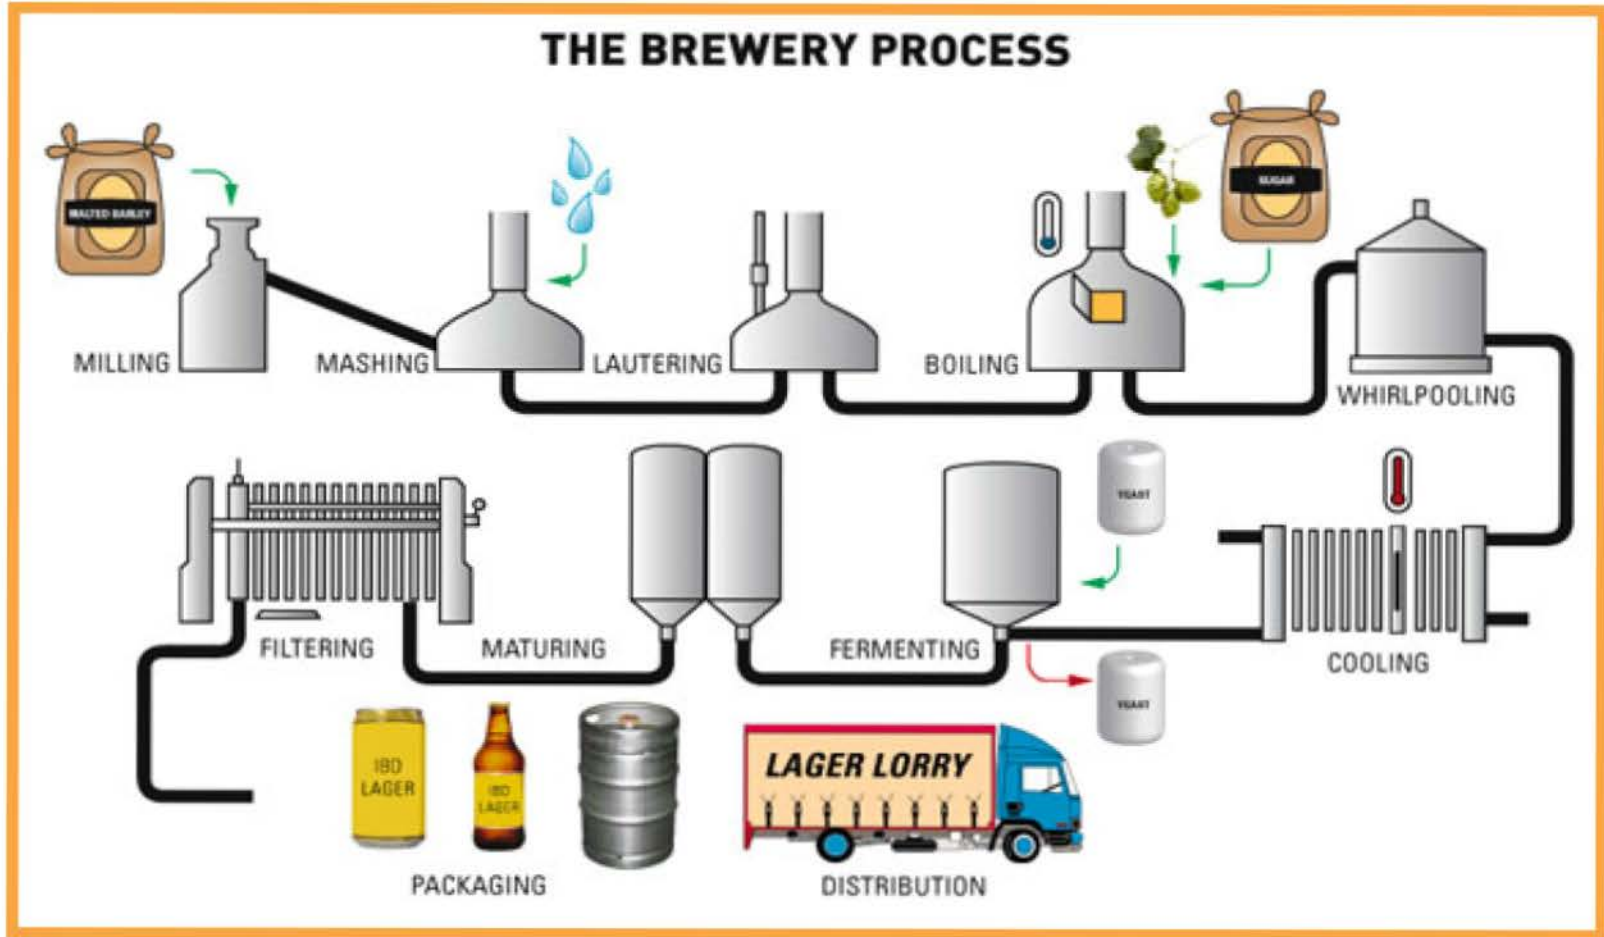 THE BREWERY PROCESS
MALTED BARLEY
SUGAR
MILLING
MASHING
LAUTERING
BOILING
WHIRLPOOLING
YEAST
FILTERING
MATURING
FERMENTING
COOLING
YEAST
IBD
LAGER
IBD
LAGER
LAGER LORRY
PACKAGING
DISTRIBUTION